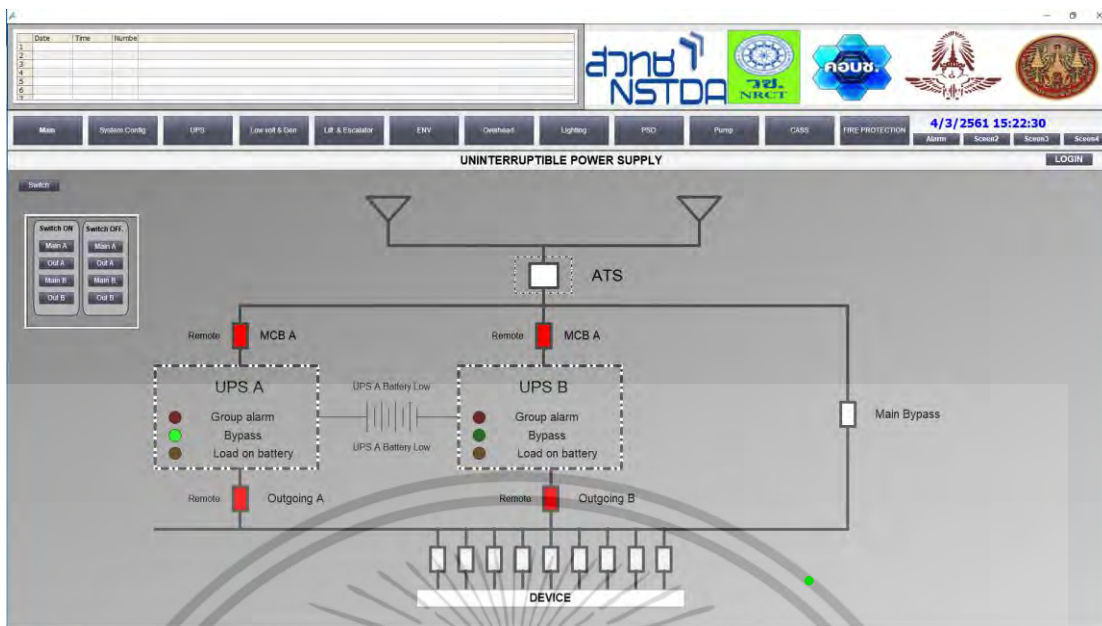 Date Time Numbe
1
2
3
4
5
6
7
สวทช
NSTDA
วช.
NRCT
คอบช.
Main System Config UPS Low volt & Gen Lift & Escalator ENV Overhead Lighting PSD Pump CASS FIRE PROTECTION
4/3/2561 15:22:30
Alarm Sceen2 Sceen3 Sceen4
UNINTERRUPTIBLE POWER SUPPLY
LOGIN
Switch
Switch ON Switch OFF.
Main A Main A
Out A Out A
Main B Main B
Out B Out B
ATS
Remote MCB A Remote MCB A
UPS A UPS A Battery Low UPS B
Group alarm Group alarm
Bypass Bypass
Load on battery UPS A Battery Low Load on battery
Main Bypass
Remote Outgoing A Remote Outgoing B
DEVICE